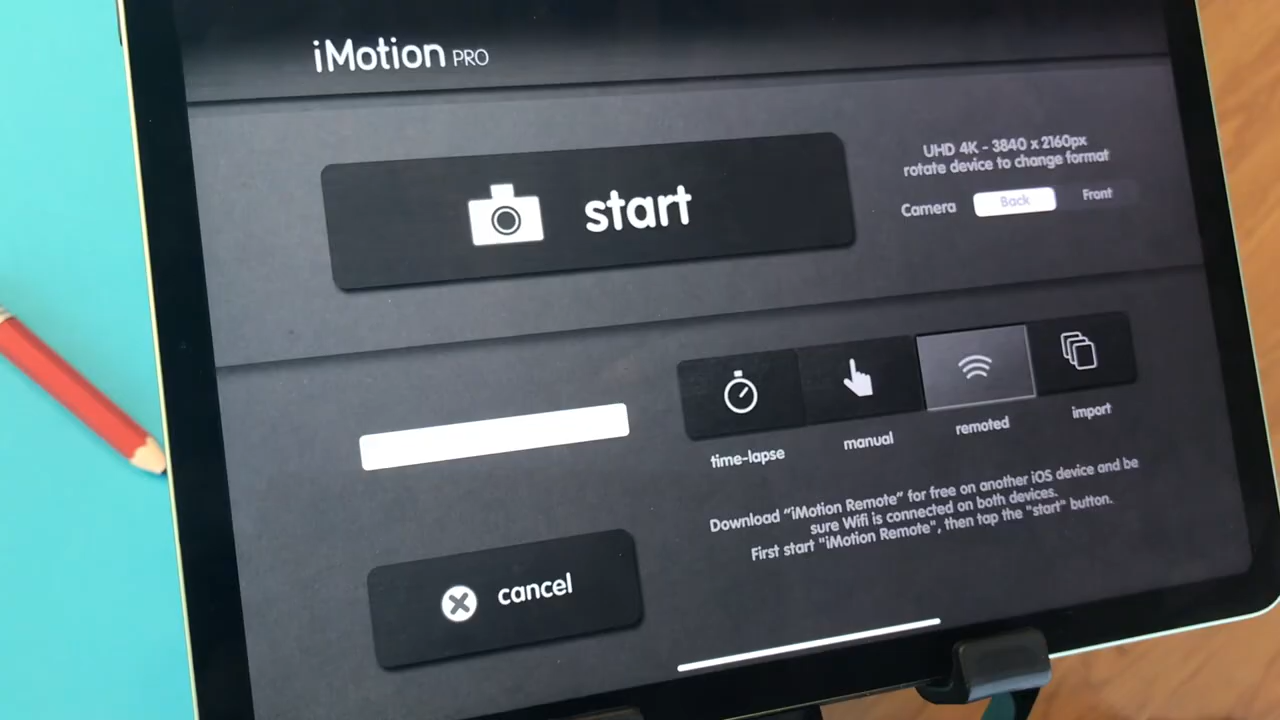 iMotion PRO
start
UHD 4K - 3840 x 2160px
rotate device to change format
Camera Back Front
time-lapse manual remoted import
Download “iMotion Remote” for free on another iOS device and be
sure Wifi is connected on both devices.
First start "iMotion Remote", then tap the "start" button.
cancel